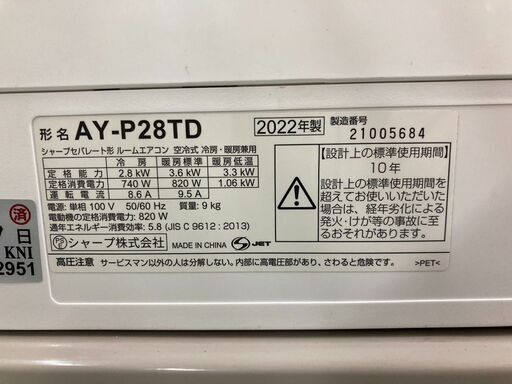 形名 AY-P28TD 2022年製 製造番号 21005684
シャープセパレート形 ルームエアコン 空冷式 冷房・暖房兼用
冷房 暖房標準 暖房低温
定格能力 2.8 kW 3.6 kW 3.3 kW
定格消費電力 740 W 820 W 1.06 kW
運転電流 8.6 A 9.5 A
電源:単相 100 V 50/60 Hz 質量:9 kg
電動機の定格消費電力:820 W
通年エネルギー消費効率:5.8 (JIS C 9612 : 2013)
シャープ株式会社 MADE IN CHINA S JET
【設計上の標準使用期間】
10年
設計上の標準使用期間を
超えてお使いいただいた
場合は、経年劣化による
発火・けが等の事故に
至るおそれがあります。
高圧注意 サービスマン以外の人は分解しない。内部に高電圧部があり、さわると危険です。 >PET<
済
日
KNI
2951